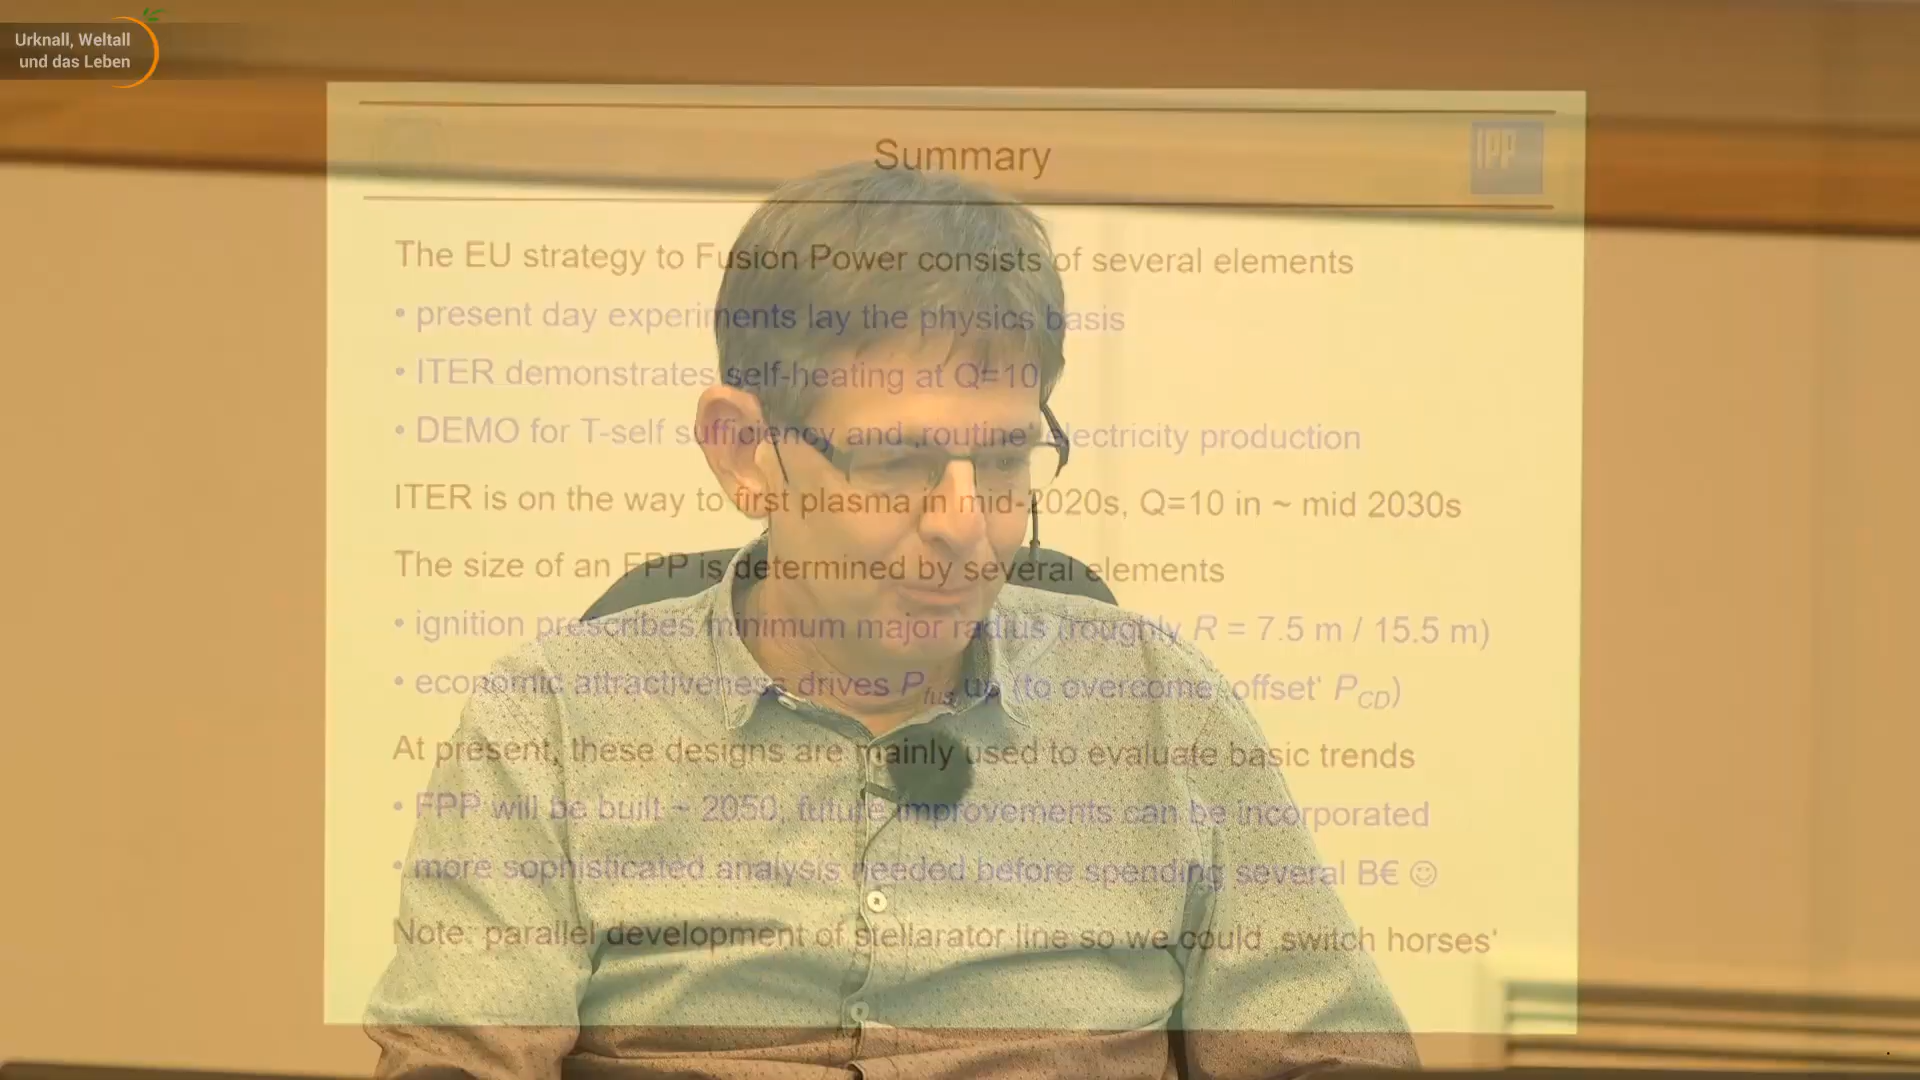 Urknall, Weltall
und das Leben
Summary
IPP
The EU strategy to Fusion Power consists of several elements
• present day experiments lay the physics basis
• ITER demonstrates self-heating at Q=10
• DEMO for T-self sufficiency and routine electricity production
ITER is on the way to first plasma in mid-2020s, Q=10 in ~ mid 2030s
The size of an FPP is determined by several elements
• ignition prescribes minimum major radius (roughly R = 7.5 m / 15.5 m)
• economic attractiveness drives Pfus up (to overcome 'offset' PCD)
At present, these designs are mainly used to evaluate basic trends
• FPP will be built ~ 2050, future improvements can be incorporated
• more sophisticated analysis needed before spending several B€ ☺
Note: parallel development of stellarator line so we could 'switch horses'